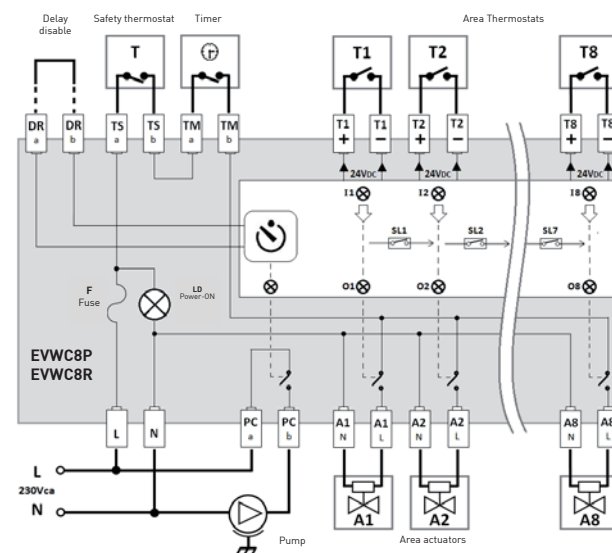 Delay disable
Safety thermostat
Timer
Area Thermostats
T
T1
T2
T8
DR a
DR b
TS a
TS b
TM a
TM b
T1 +
T1 −
T2 +
T2 −
T8 +
T8 −
24VDC
24VDC
24VDC
I1
I2
I8
SL1
SL2
SL7
F
Fuse
LD
Power-ON
O1
O2
O8
EVWC8P
EVWC8R
L
N
PC a
PC b
A1 N
A1 L
A2 N
A2 L
A8 N
A8 L
L
230Vca
N
A1
A2
A8
Pump
Area actuators